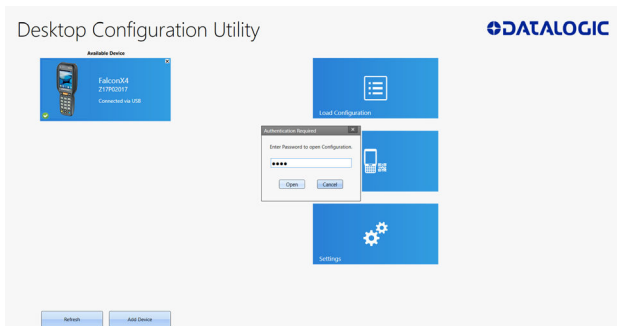 Desktop Configuration Utility
DATALOGIC
Available Device
FalconX4
Z17P02017
Connected via USB
Load Configuration
Authentication Required
Enter Password to open Configuration.
Open
Cancel
Settings
Refresh
Add Device